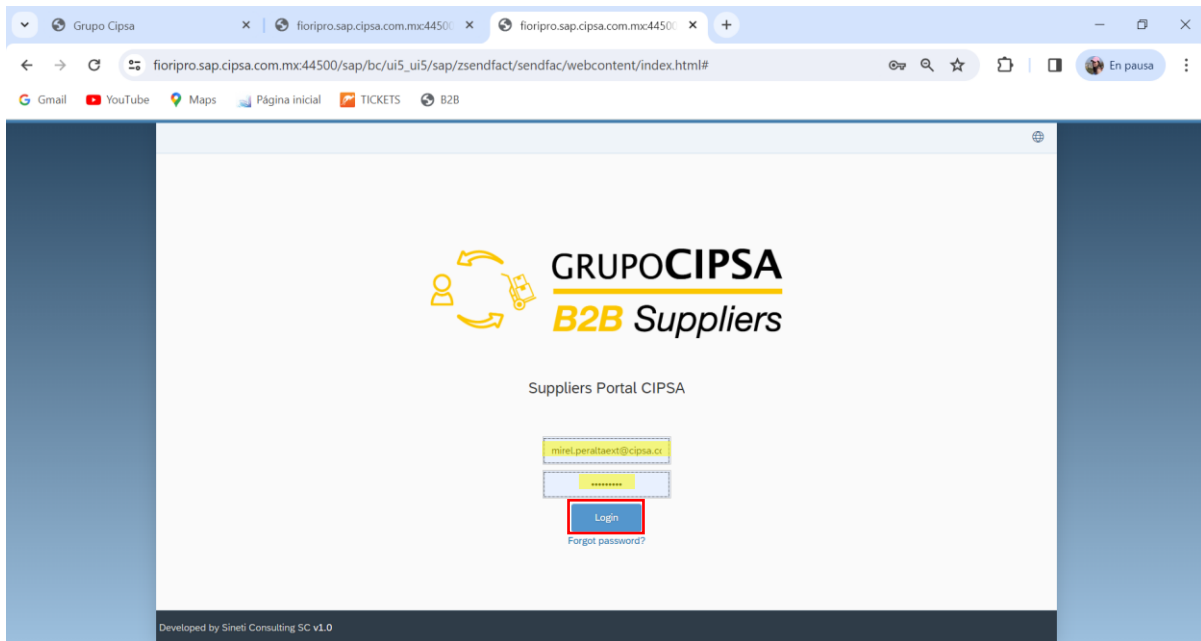 Grupo Cipsa
fioripro.sap.cipsa.com.mx:44500
fioripro.sap.cipsa.com.mx:44500
fioripro.sap.cipsa.com.mx:44500/sap/bc/ui5_ui5/sap/zsendfact/sendfac/webcontent/index.html#
En pausa
Gmail
YouTube
Maps
Página inicial
TICKETS
B2B
GRUPOCIPSA
B2B Suppliers
Suppliers Portal CIPSA
mirel.peraltaext@cipsa.co
•••••••••
Login
Forgot password?
Developed by Sineti Consulting SC v1.0